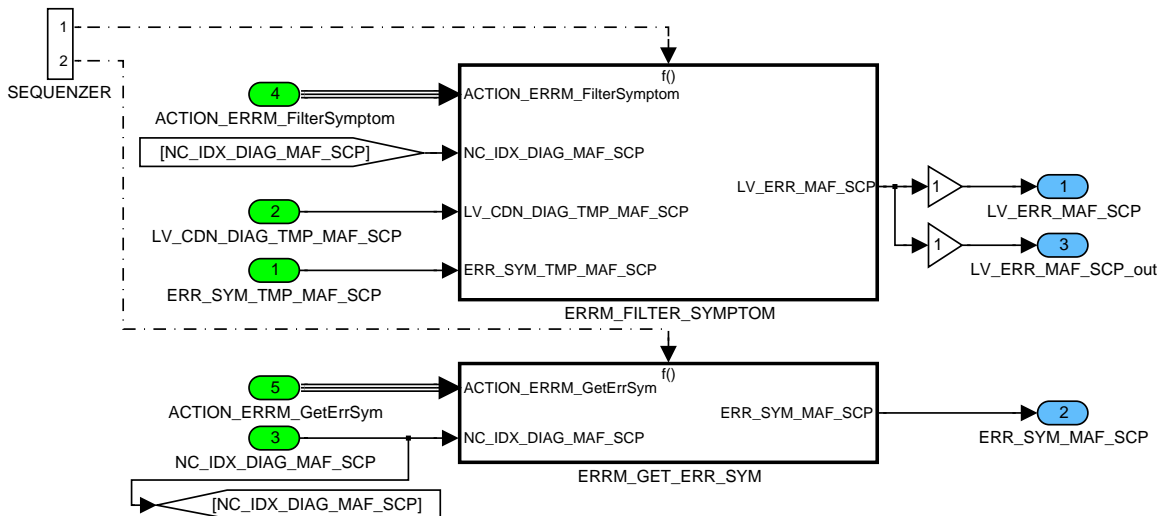 1
2
SEQUENZER
f()
4
ACTION_ERRM_FilterSymptom
ACTION_ERRM_FilterSymptom
[NC_IDX_DIAG_MAF_SCP]
NC_IDX_DIAG_MAF_SCP
LV_ERR_MAF_SCP
1
1
LV_ERR_MAF_SCP
2
LV_CDN_DIAG_TMP_MAF_SCP
LV_CDN_DIAG_TMP_MAF_SCP
1
3
LV_ERR_MAF_SCP_out
1
ERR_SYM_TMP_MAF_SCP
ERR_SYM_TMP_MAF_SCP
ERRM_FILTER_SYMPTOM
f()
5
ACTION_ERRM_GetErrSym
ACTION_ERRM_GetErrSym
ERR_SYM_MAF_SCP
2
ERR_SYM_MAF_SCP
3
NC_IDX_DIAG_MAF_SCP
NC_IDX_DIAG_MAF_SCP
ERRM_GET_ERR_SYM
[NC_IDX_DIAG_MAF_SCP]